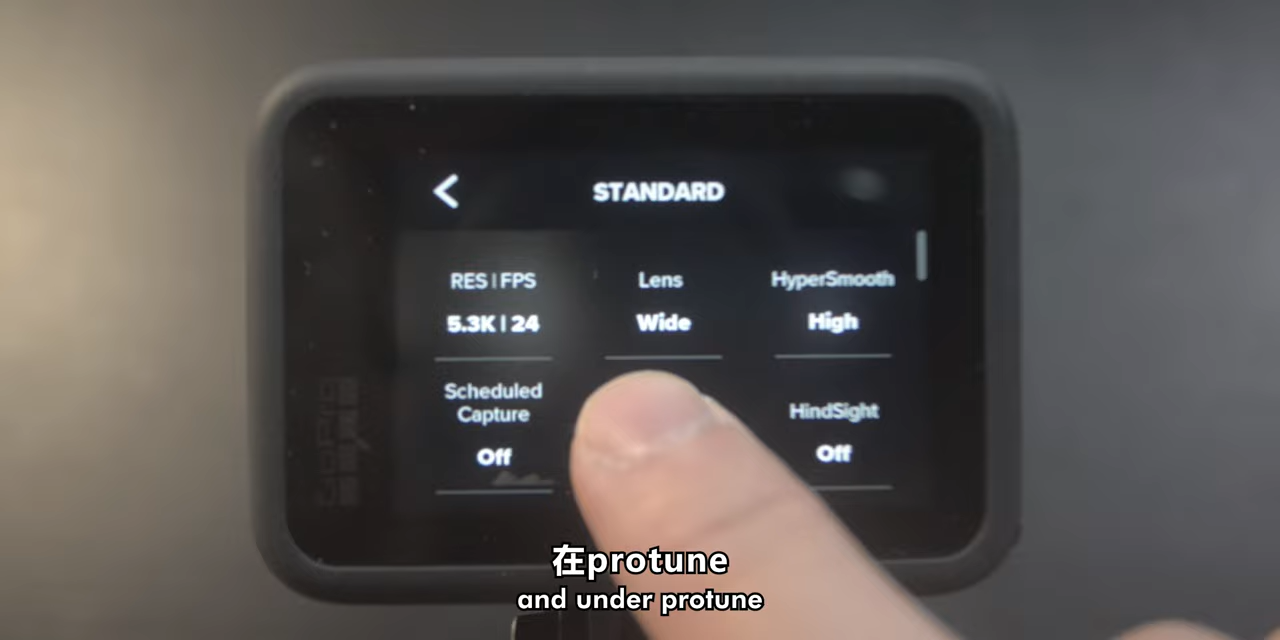 STANDARD
RES | FPS
5.3K | 24
Lens
Wide
HyperSmooth
High
Scheduled
Capture
Off
HindSight
Off
在protune
and under protune